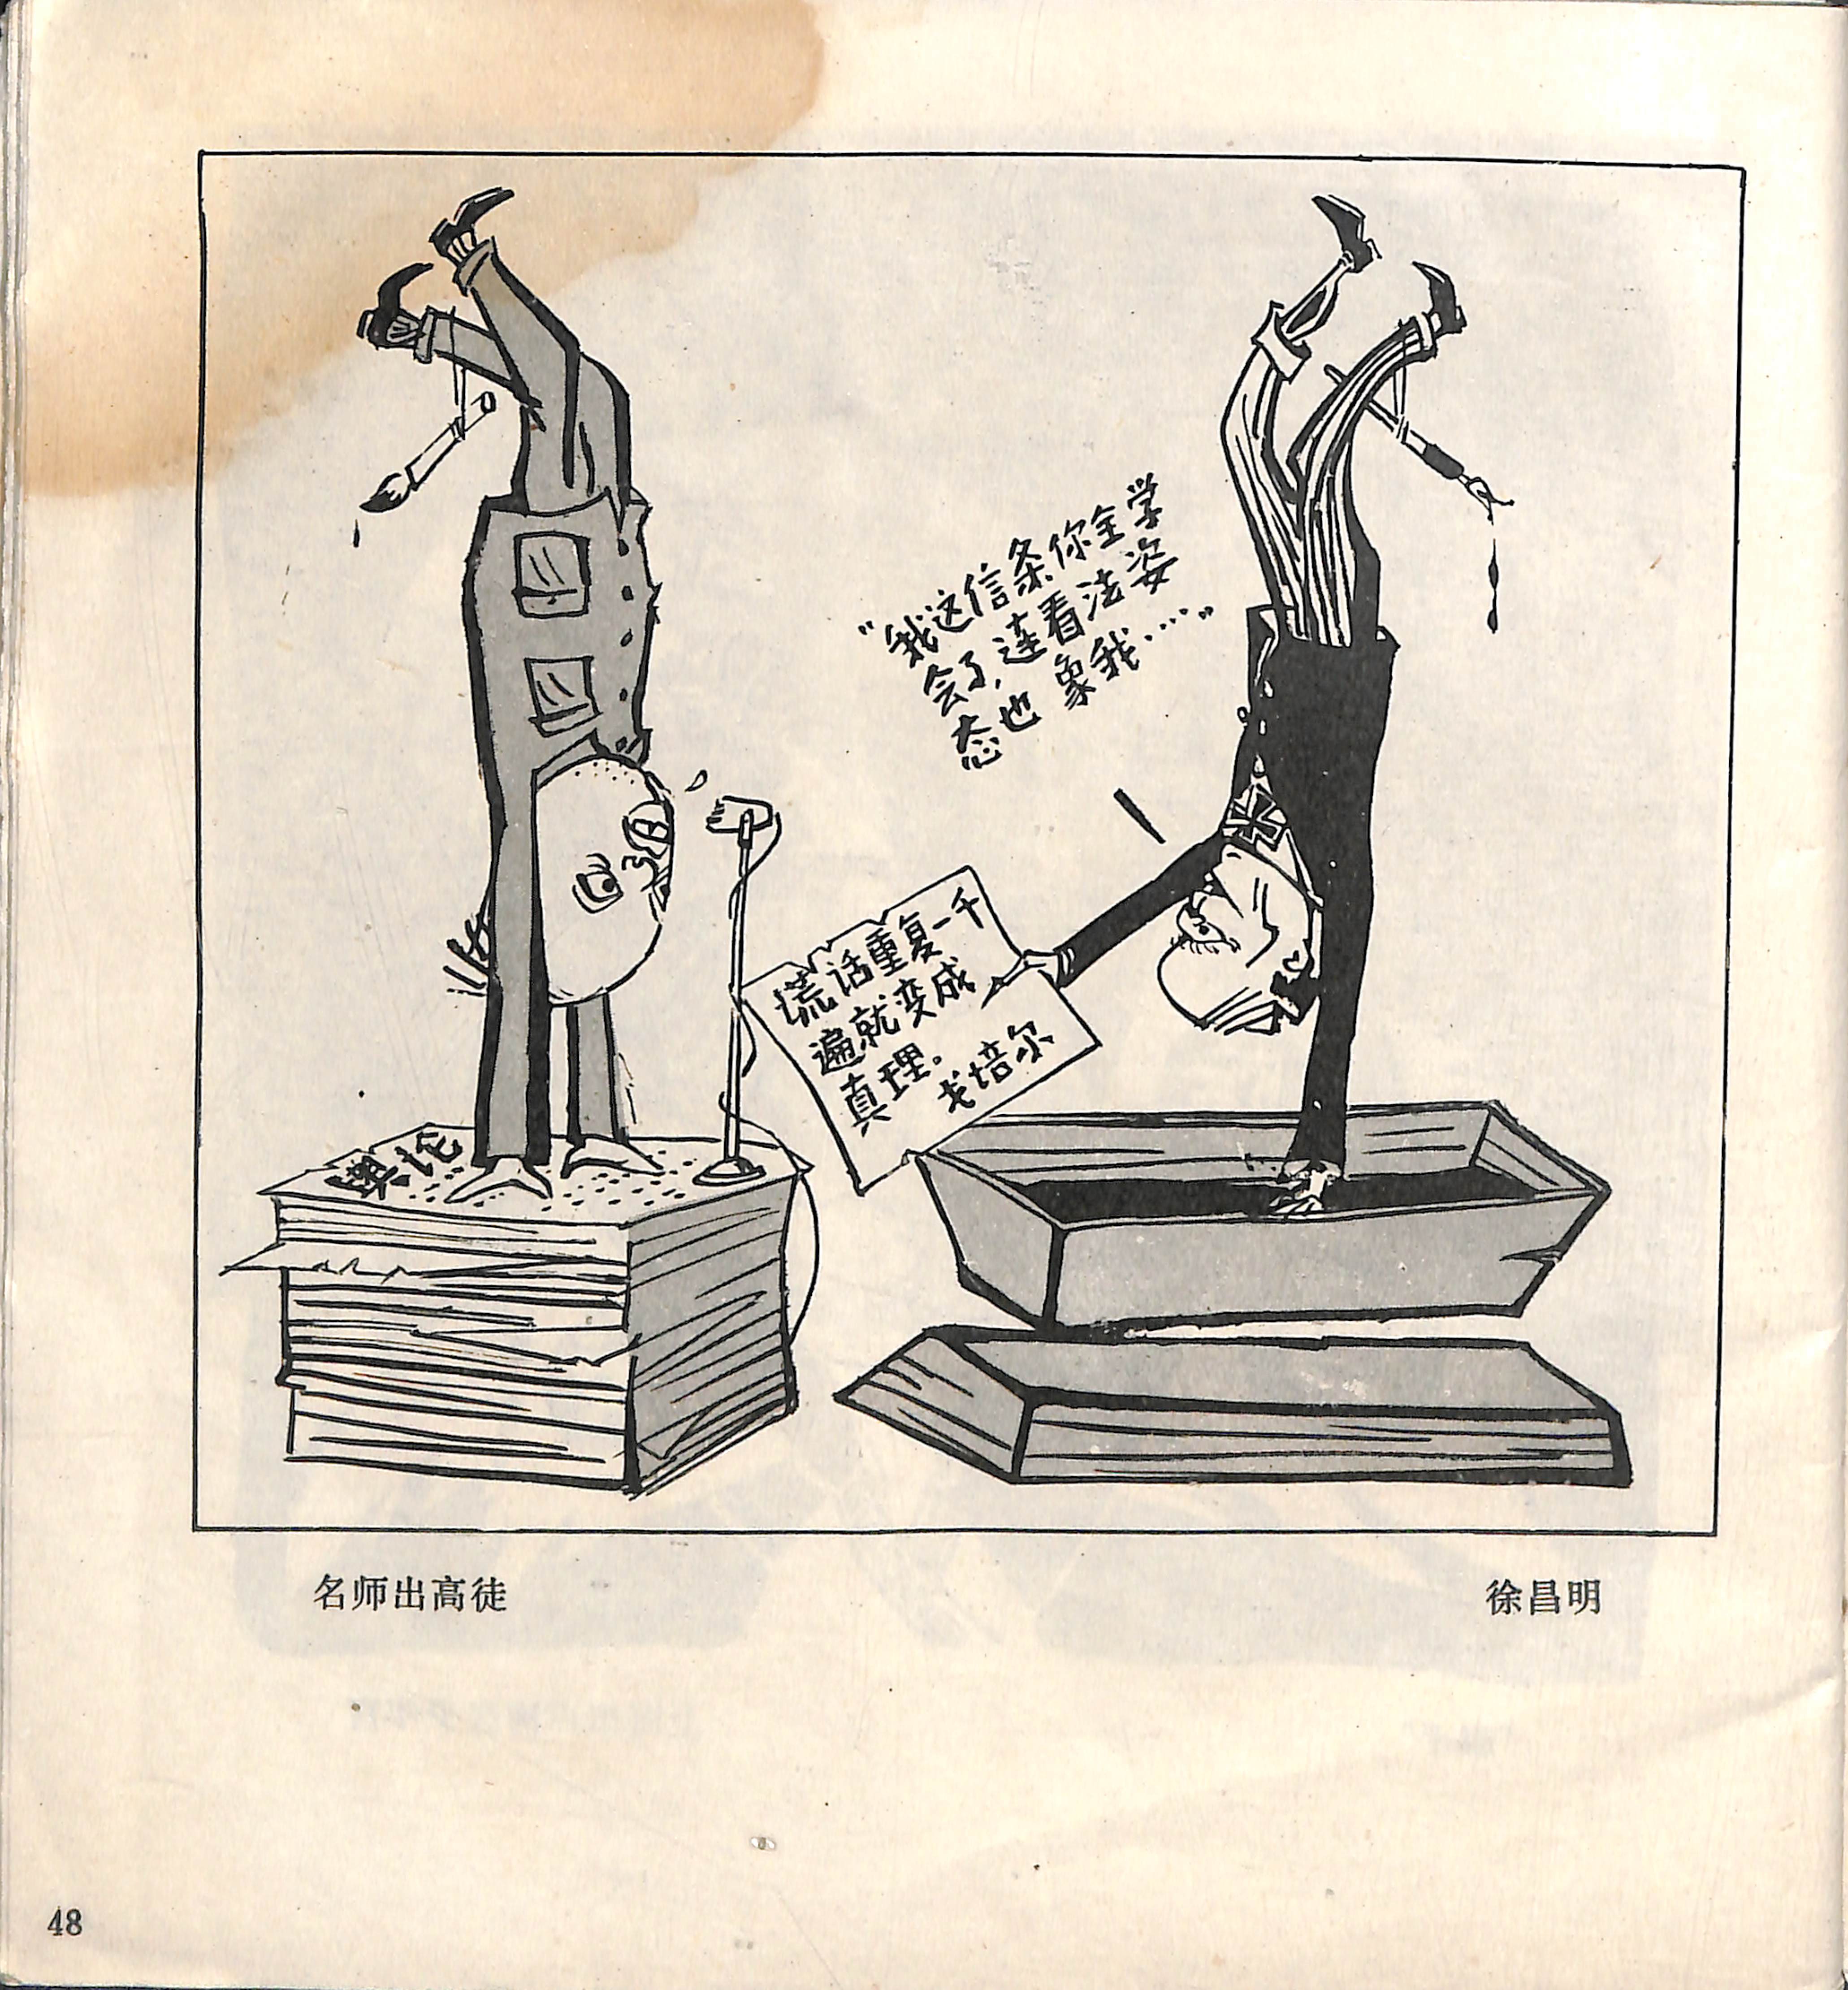 “我这信条你全学
会了，连看法姿
态也象我……”
谎话重复一千
遍就变成
真理。
戈培尔
舆论
名师出高徒
徐昌明
48